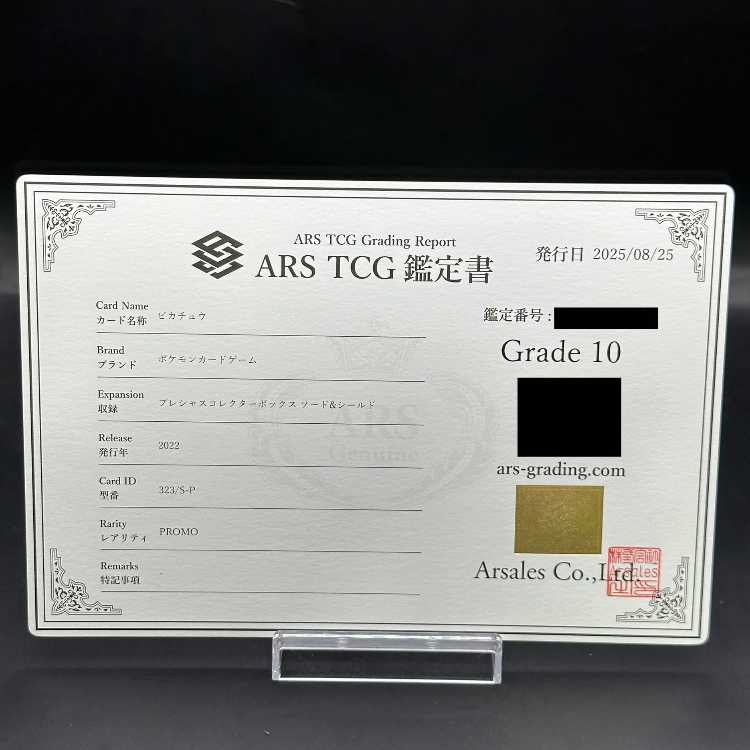 ARS TCG Grading Report
ARS TCG 鑑定書
発行日 2025/08/25
Card Name
カード名称
ピカチュウ
Brand
ブランド
ポケモンカードゲーム
Expansion
収録
プレシャスコレクターボックス ソード&シールド
Release
発行年
2022
Card ID
型番
323/S-P
Rarity
レアリティ
PROMO
Remarks
特記事項
ARS
Genuine
鑑定番号 :
Grade 10
ars-grading.com
Arsales Co.,Ltd.
Arsales